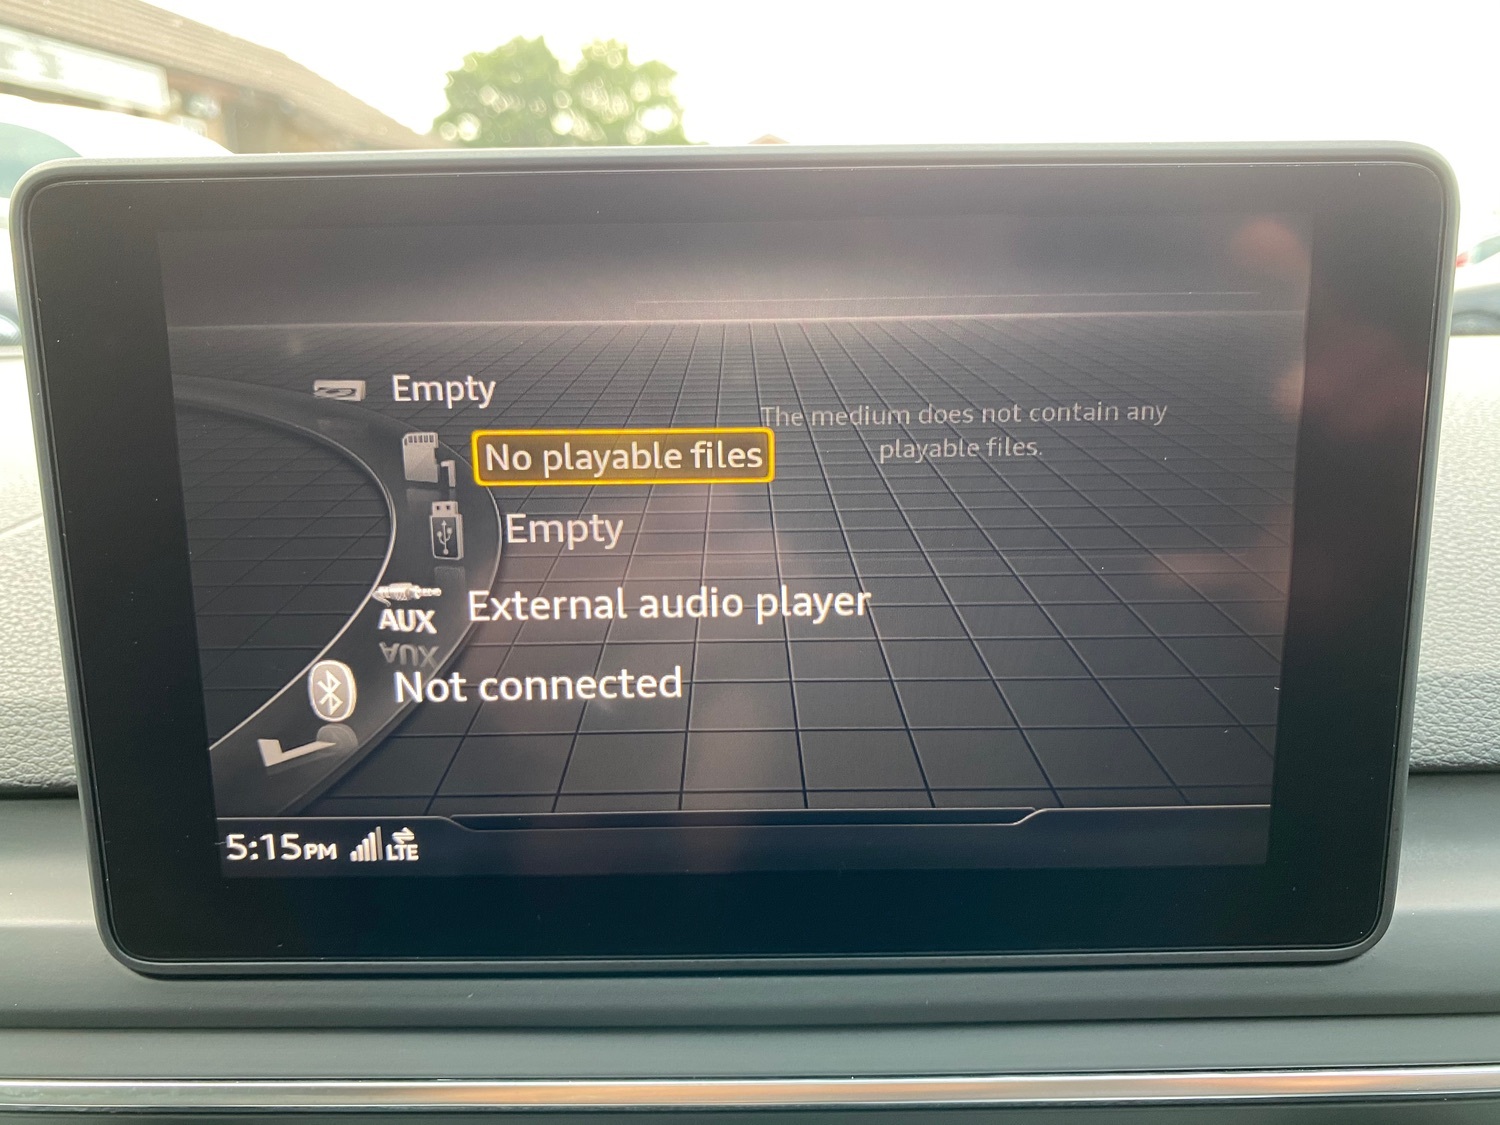 Empty
1
No playable files
The medium does not contain any
playable files.
Empty
AUX
External audio player
Not connected
5:15PM LTE